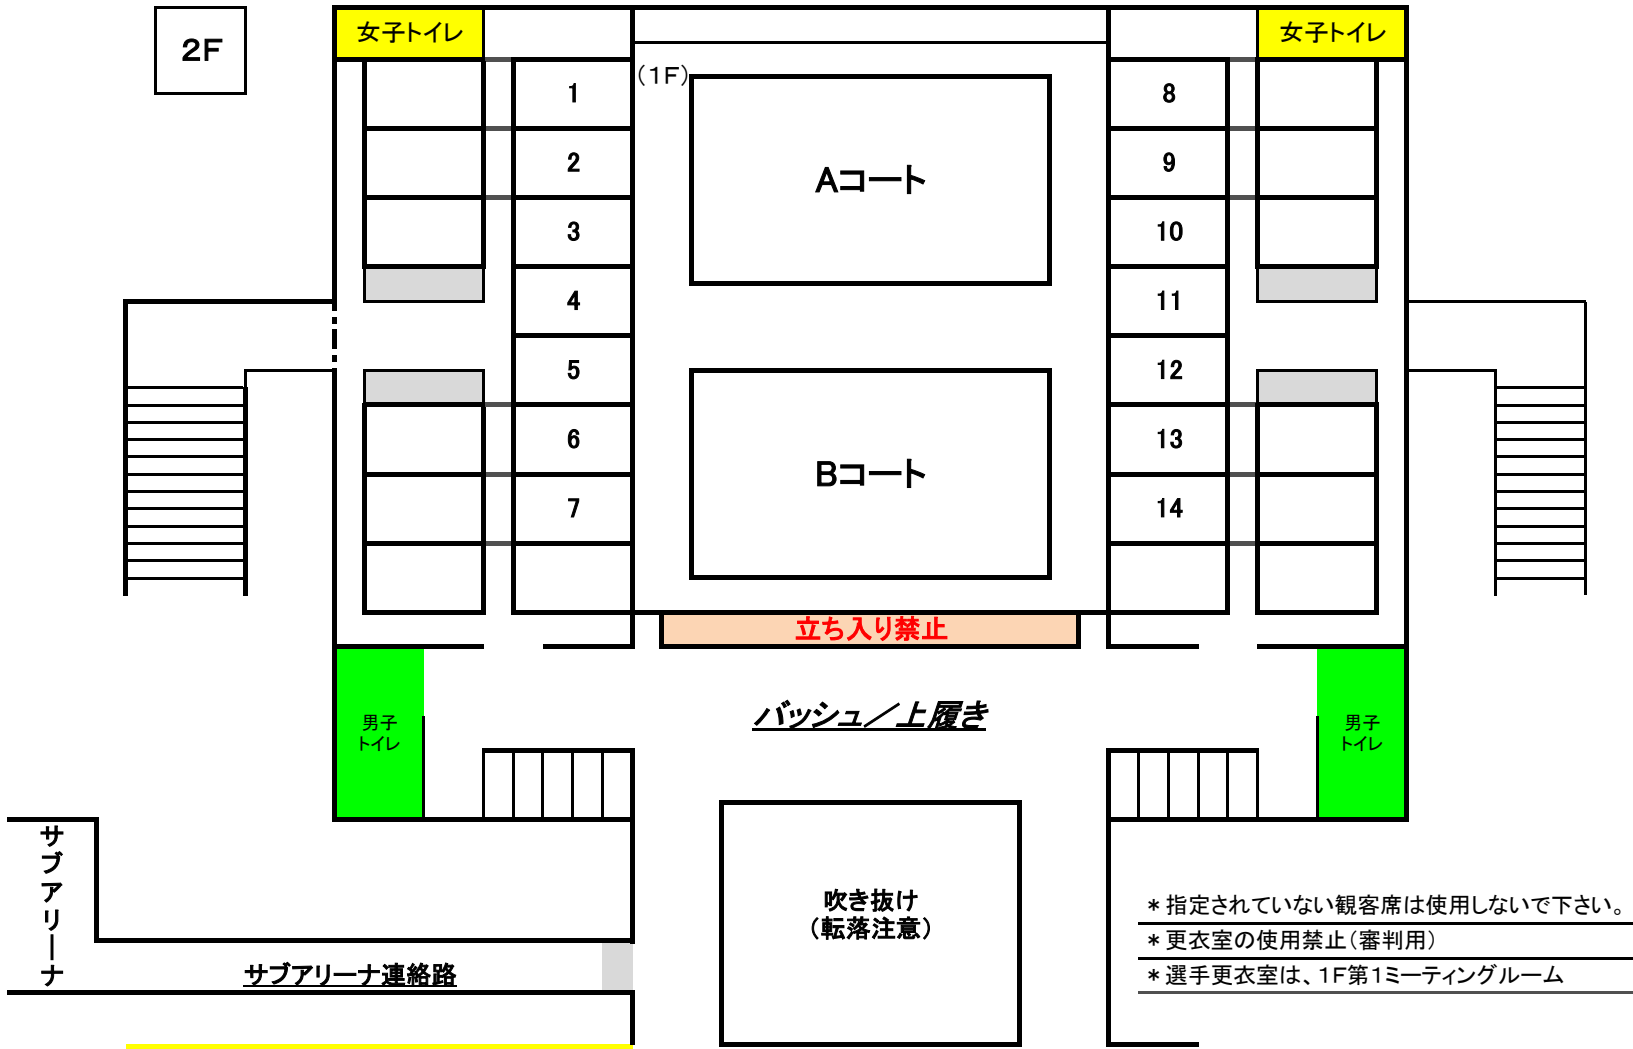 2F
女子トイレ
女子トイレ
(1F)
1
2
3
4
5
6
7
Aコート
Bコート
8
9
10
11
12
13
14
立ち入り禁止
バッシュ／上履き
男子
トイレ
男子
トイレ
サブアリーナ
吹き抜け
(転落注意)
サブアリーナ連絡路
＊指定されていない観客席は使用しないで下さい。
＊更衣室の使用禁止(審判用)
＊選手更衣室は、1F第1ミーティングルーム